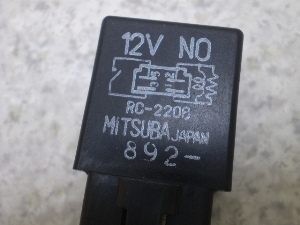 12V NO
RC-2208
MITSUBA JAPAN
892-